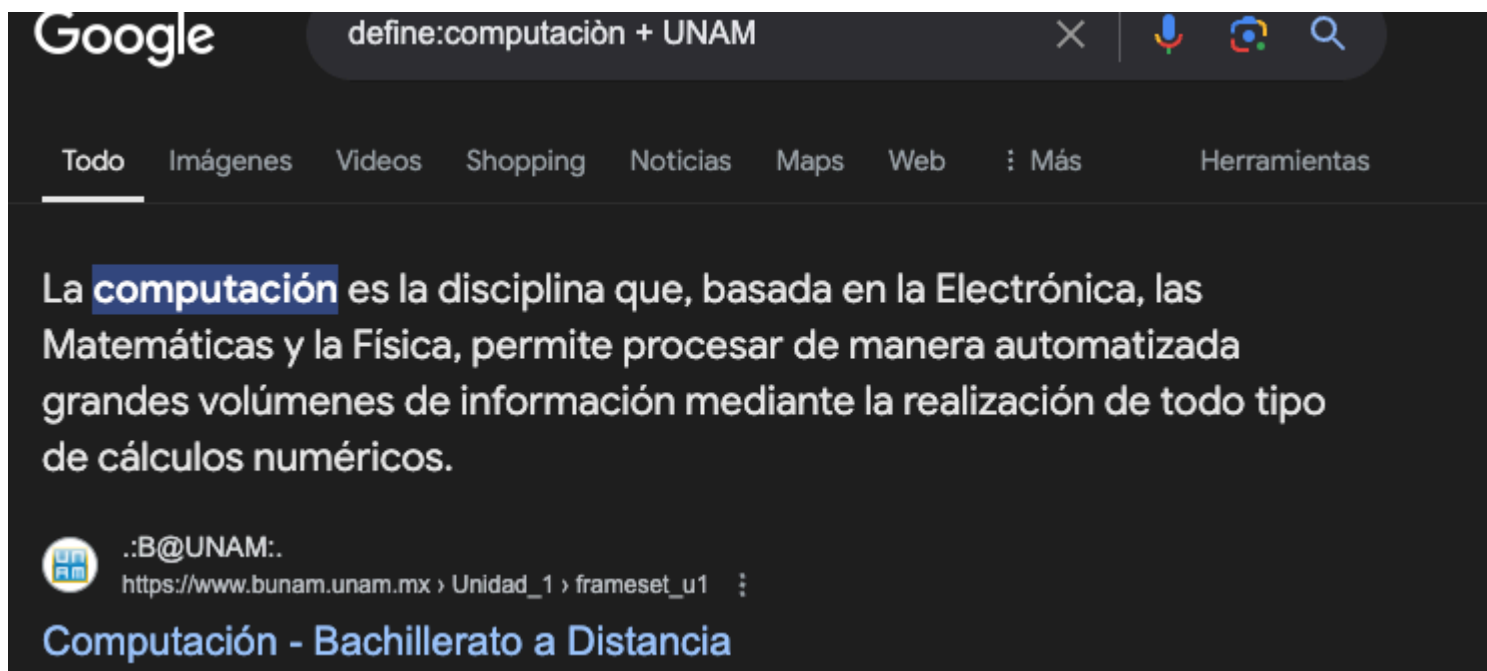 Google
define:computaciòn + UNAM
Todo Imágenes Videos Shopping Noticias Maps Web Más Herramientas
La computación es la disciplina que, basada en la Electrónica, las
Matemáticas y la Física, permite procesar de manera automatizada
grandes volúmenes de información mediante la realización de todo tipo
de cálculos numéricos.
UNAM
.:B@UNAM:.
https://www.bunam.unam.mx › Unidad_1 › frameset_u1
Computación - Bachillerato a Distancia